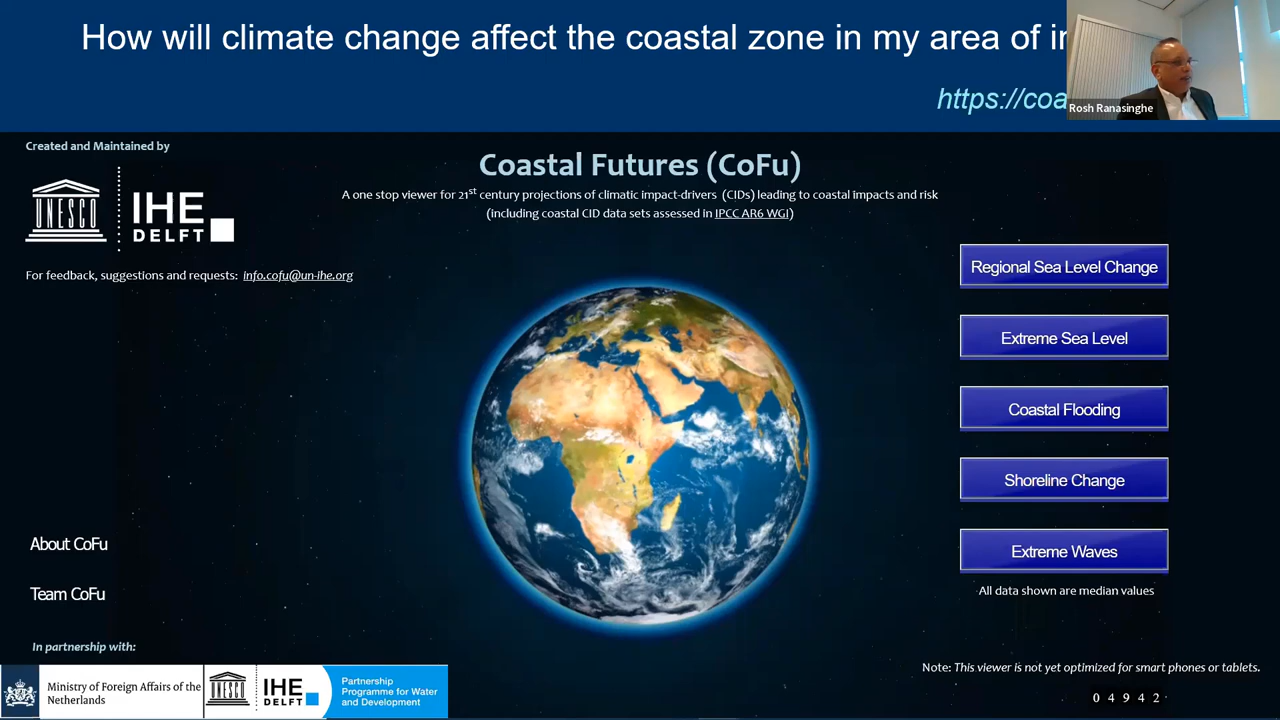 How will climate change affect the coastal zone in my area of
https://coa
Rosh Ranasinghe
Created and Maintained by
UNESCO
IHE
DELFT
Coastal Futures (CoFu)
A one stop viewer for 21st century projections of climatic impact-drivers (CIDs) leading to coastal impacts and risk
(including coastal CID data sets assessed in IPCC AR6 WGI)
For feedback, suggestions and requests: info.cofu@un-ihe.org
Regional Sea Level Change
Extreme Sea Level
Coastal Flooding
Shoreline Change
Extreme Waves
All data shown are median values
About CoFu
Team CoFu
In partnership with:
Ministry of Foreign Affairs of the
Netherlands
UNESCO
IHE
DELFT
Partnership
Programme for Water
and Development
Note: This viewer is not yet optimized for smart phones or tablets.
0 4 9 4 2